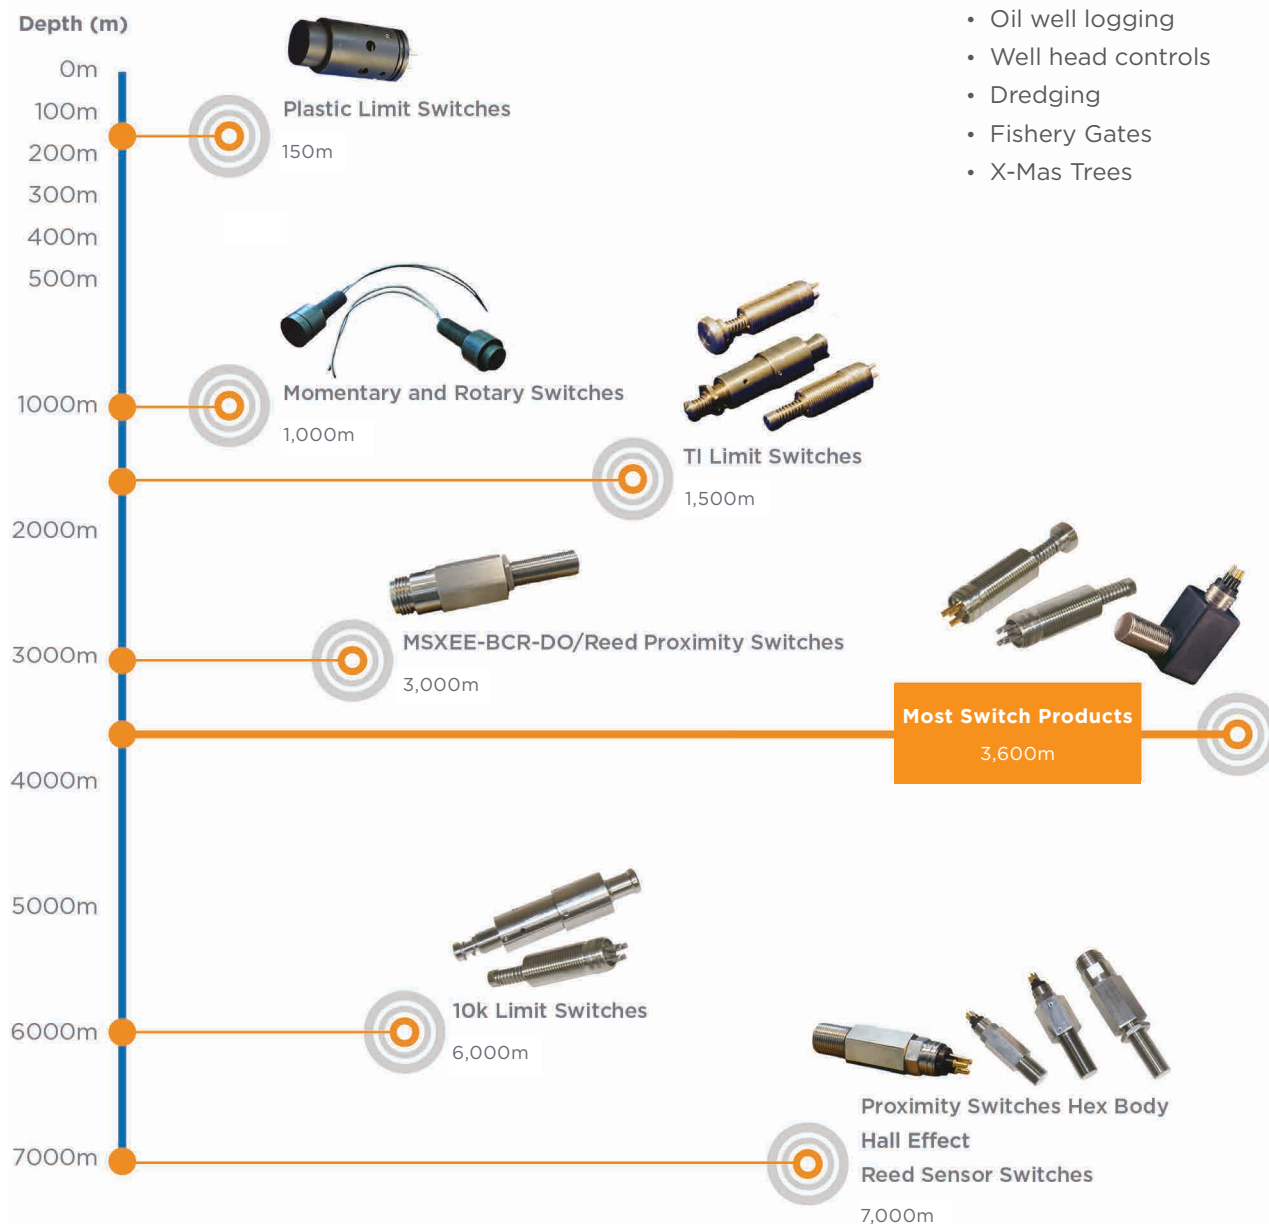 Depth (m)
0m
100m
200m
300m
400m
500m
1000m
2000m
3000m
4000m
5000m
6000m
7000m
• Oil well logging
• Well head controls
• Dredging
• Fishery Gates
• X-Mas Trees
Plastic Limit Switches
150m
Momentary and Rotary Switches
1,000m
TI Limit Switches
1,500m
MSXEE-BCR-DO/Reed Proximity Switches
3,000m
Most Switch Products
3,600m
10k Limit Switches
6,000m
Proximity Switches Hex Body
Hall Effect
Reed Sensor Switches
7,000m